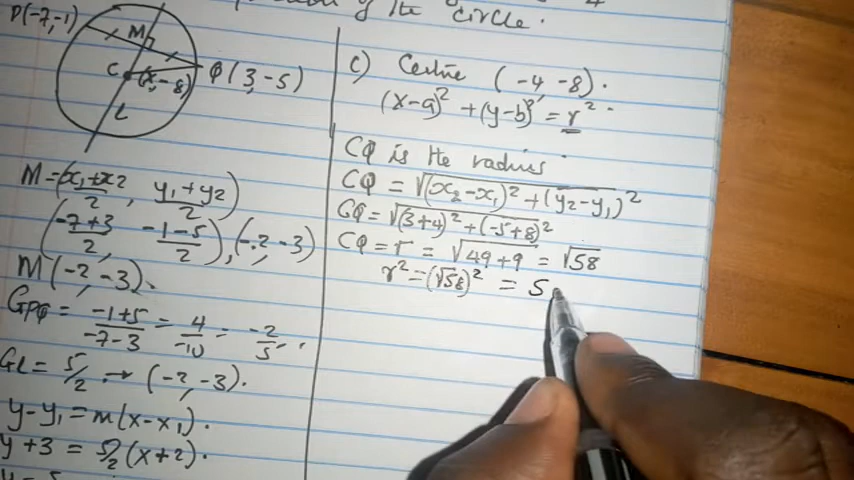 of the circle.
P(-7,-1)
M
C (x,-8)
Q(3,-5)
L
M=(x₁+x₂/2, y₁+y₂/2)
(-7+3/2, -1-5/2), (-2,-3)
M(-2,-3).
GPQ = -1+5/-7-3 = 4/-10 = -2/5.
GL = 5/2 → (-2,-3).
y-y₁ = m(x-x₁).
y+3 = 5/2(x+2).
c) Centre (-4,-8).
(x-a)² + (y-b)² = r².
CQ is the radius.
CQ = √(x₂-x₁)²+(y₂-y₁)²
CQ = √(3+4)²+(-5+8)²
CQ = r = √49+9 = √58
r² = (√58)² = 5